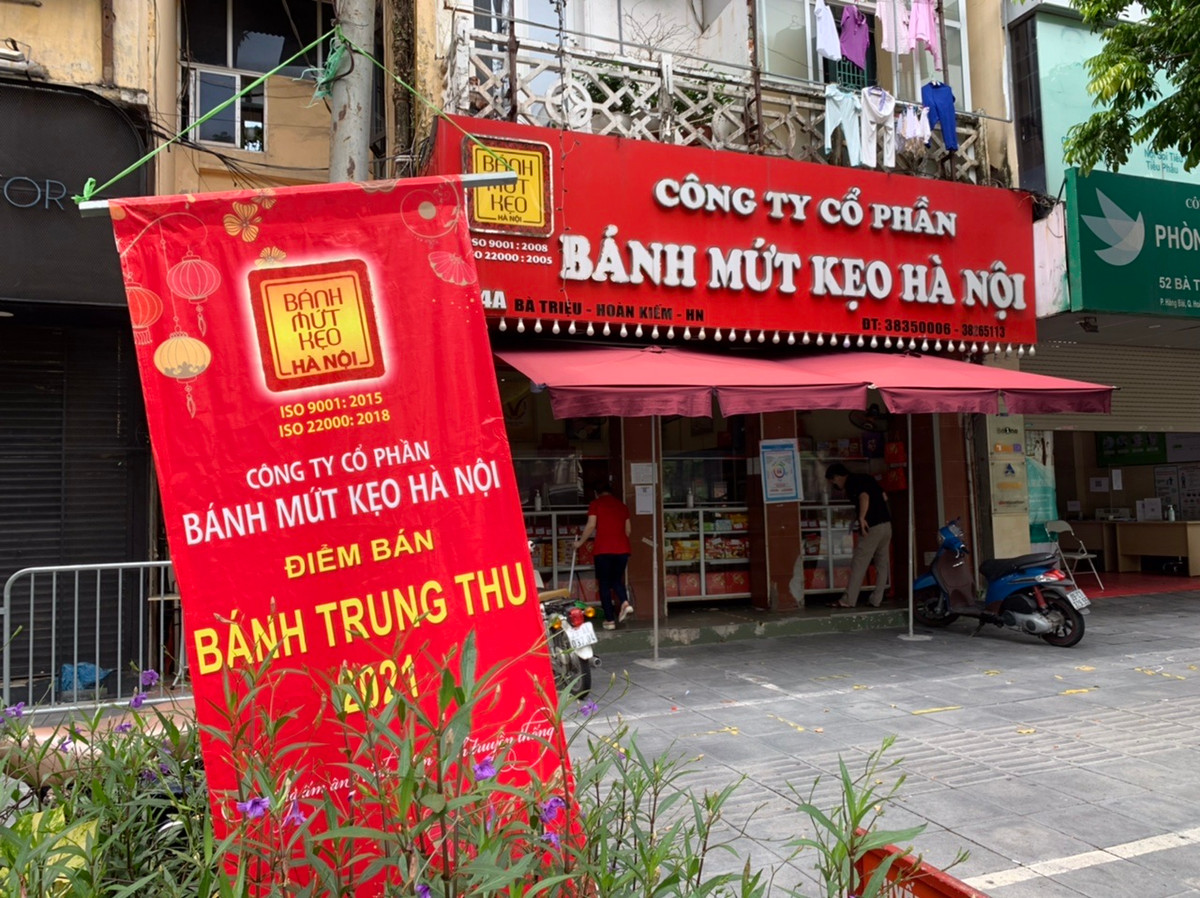 BÁNH
MỨT
KẸO
HÀ NỘI
ISO 9001: 2015
ISO 22000: 2018
CÔNG TY CỔ PHẦN
BÁNH MỨT KẸO HÀ NỘI
ĐIỂM BÁN
BÁNH TRUNG THU
2021
truyền thống
BÁNH
MỨT
KẸO
HÀ NỘI
ISO 9001 : 2008
ISO 22000 : 2005
CÔNG TY CỔ PHẦN
BÁNH MỨT KẸO HÀ NỘI
4A BÀ TRIỆU - HOÀN KIẾM - HN
ĐT: 38350006 - 38265113
PHÒN
52 BÀ T